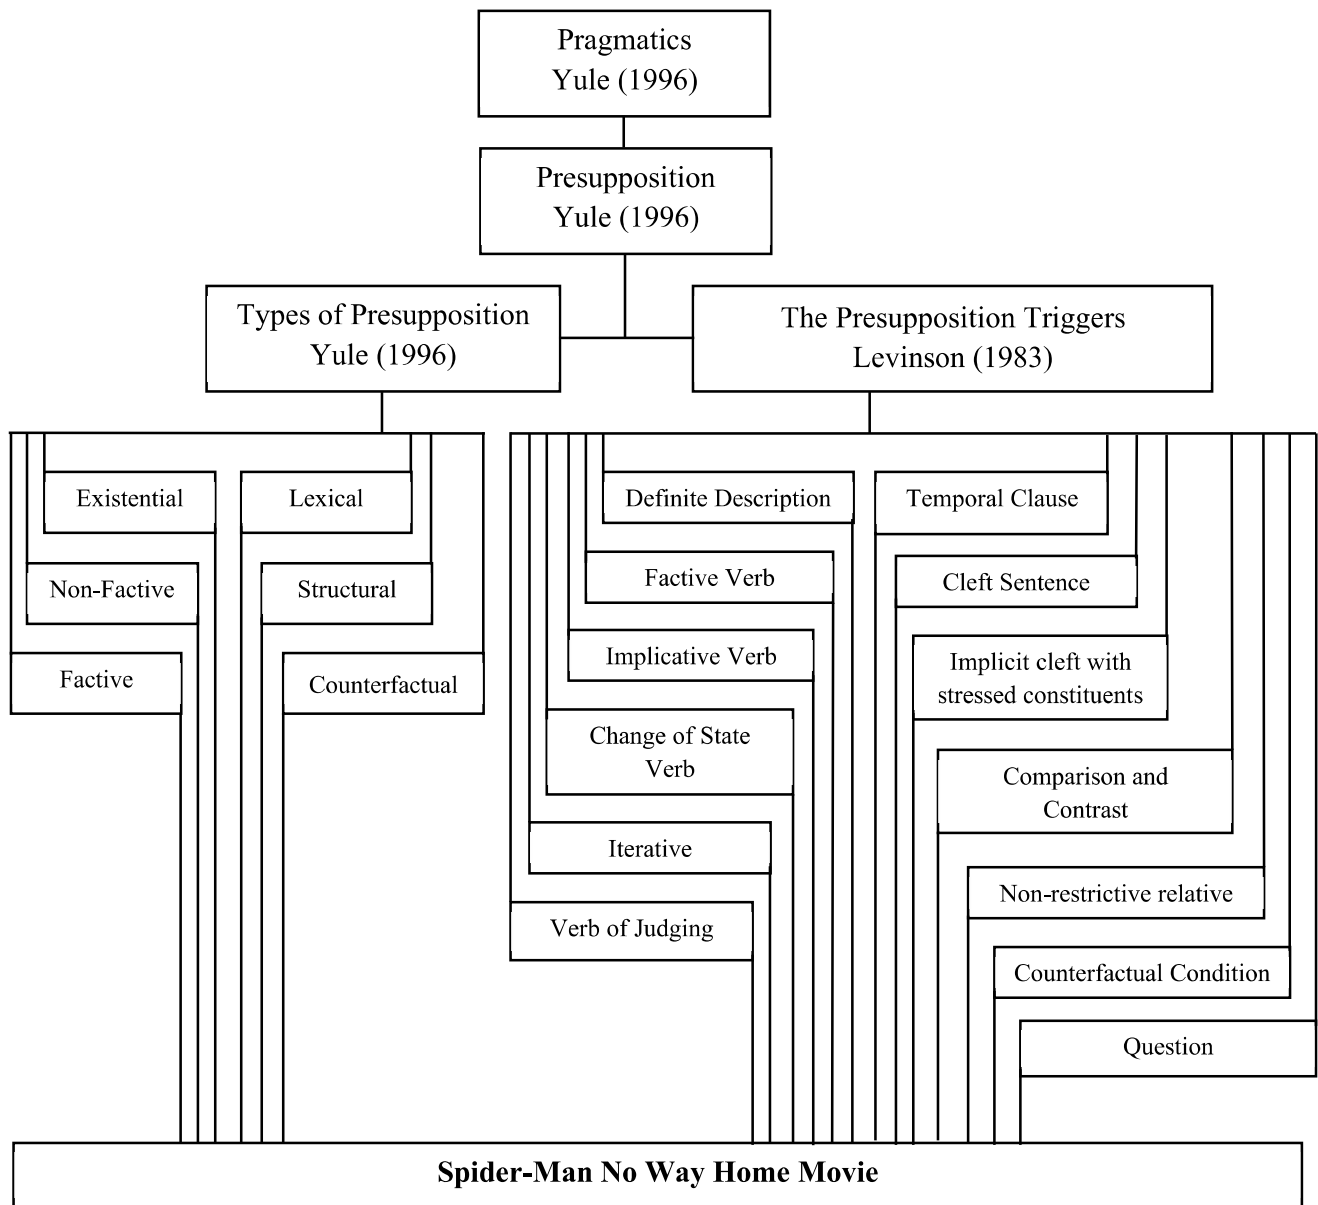 Pragmatics
Yule (1996)
Presupposition
Yule (1996)
Types of Presupposition
Yule (1996)
The Presupposition Triggers
Levinson (1983)
Existential
Lexical
Non-Factive
Structural
Factive
Counterfactual
Definite Description
Factive Verb
Implicative Verb
Change of State
Verb
Iterative
Verb of Judging
Temporal Clause
Cleft Sentence
Implicit cleft with
stressed constituents
Comparison and
Contrast
Non-restrictive relative
Counterfactual Condition
Question
Spider-Man No Way Home Movie